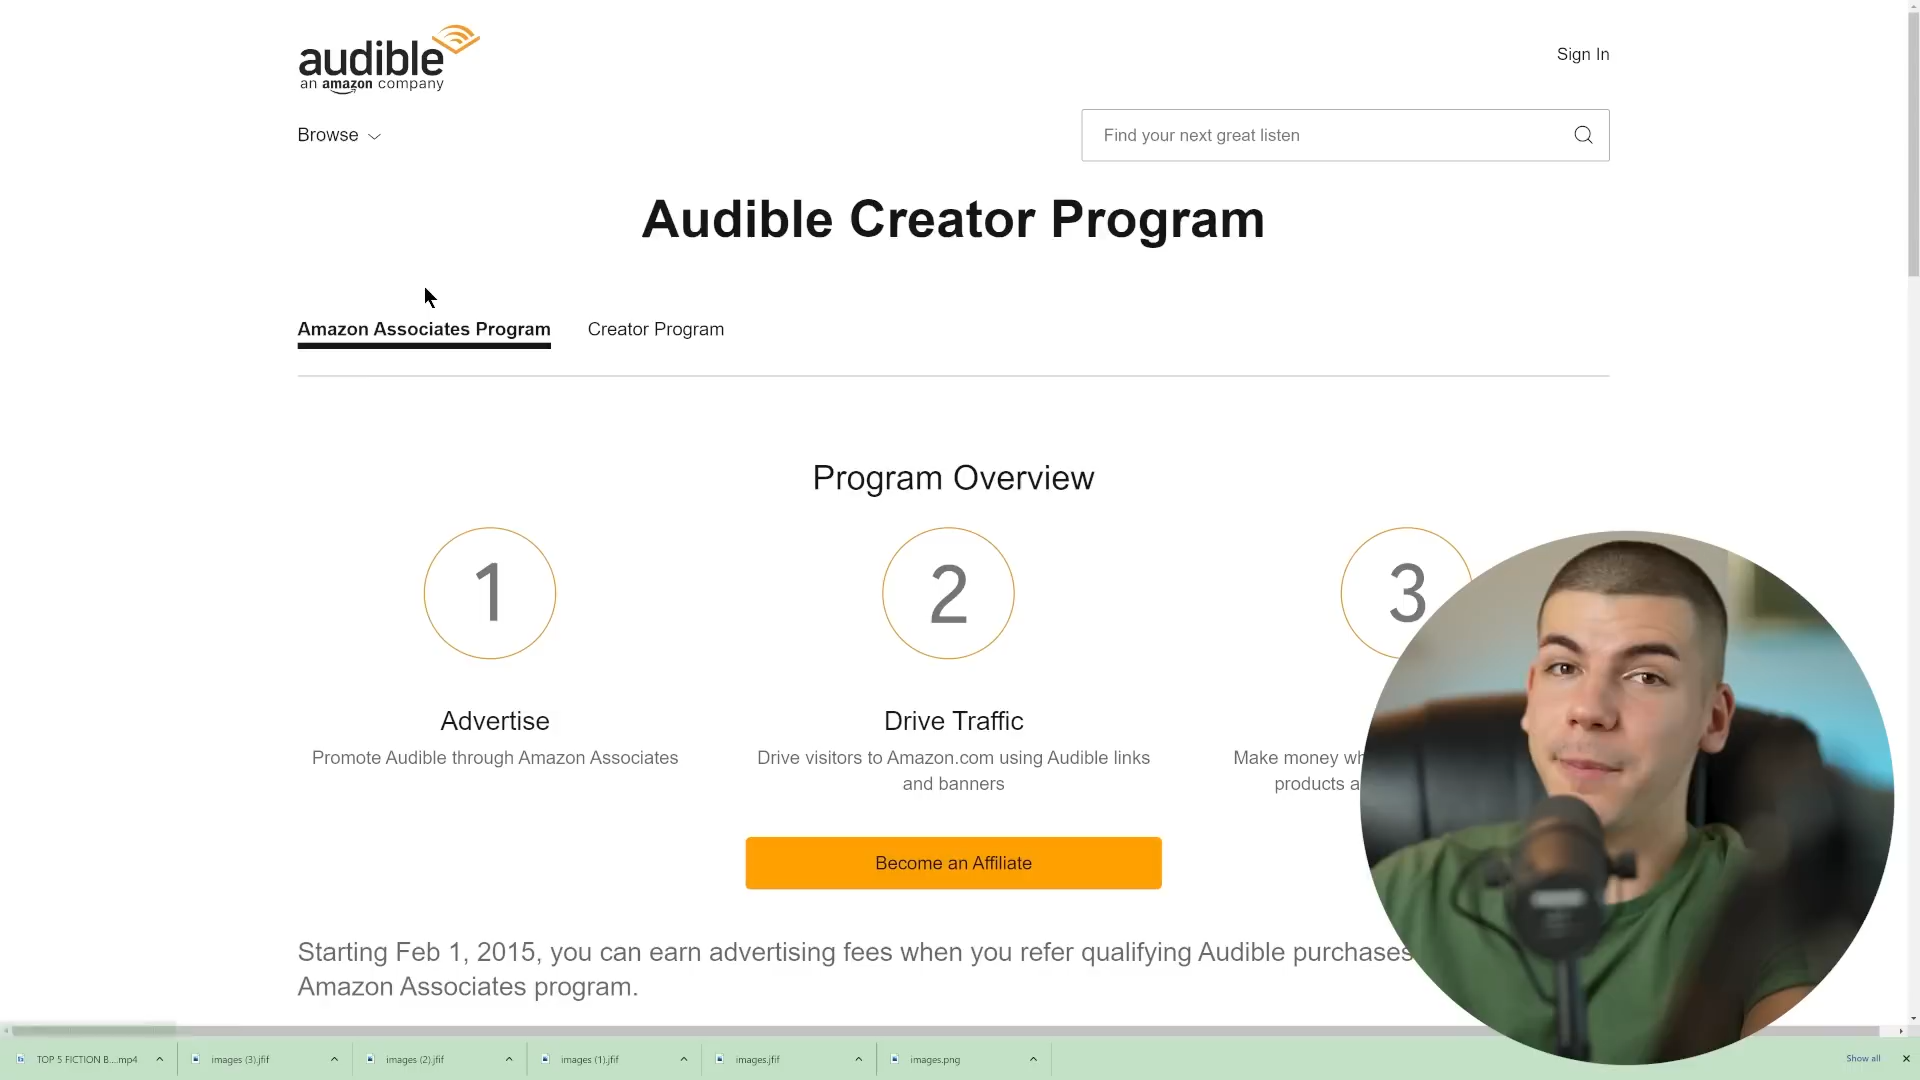 audible
an amazon company
Sign In
Browse
Find your next great listen
Audible Creator Program
Amazon Associates Program
Creator Program
Program Overview
1
2
3
Advertise
Drive Traffic
Promote Audible through Amazon Associates
Drive visitors to Amazon.com using Audible links
and banners
Make money
products
Become an Affiliate
Starting Feb 1, 2015, you can earn advertising fees when you refer qualifying Audible purchases
Amazon Associates program.
TOP 5 FICTION B....mp4
images (3).jfif
images (2).jfif
images (1).jfif
images.jfif
images.png
Show all